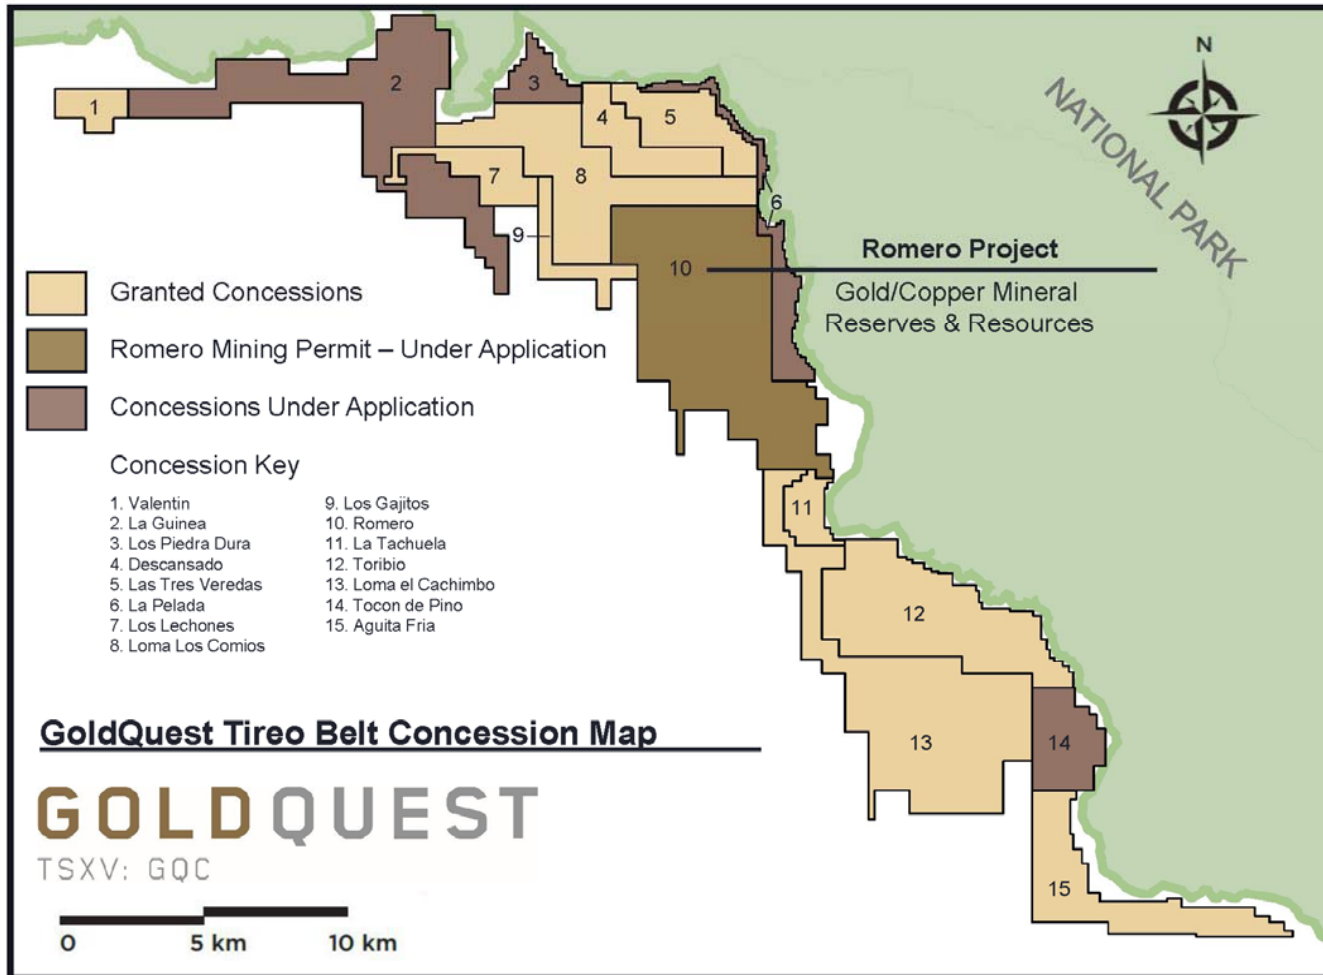 N
NATIONAL PARK
1
2
3
4
5
6
7
8
9
10
11
12
13
14
15
Romero Project
Gold/Copper Mineral
Reserves & Resources
Granted Concessions
Romero Mining Permit – Under Application
Concessions Under Application
Concession Key
1. Valentin
2. La Guinea
3. Los Piedra Dura
4. Descansado
5. Las Tres Veredas
6. La Pelada
7. Los Lechones
8. Loma Los Comios
9. Los Gajitos
10. Romero
11. La Tachuela
12. Toribio
13. Loma el Cachimbo
14. Tocon de Pino
15. Aguita Fria
GoldQuest Tireo Belt Concession Map
GOLDQUEST
TSXV: GQC
0 5 km 10 km